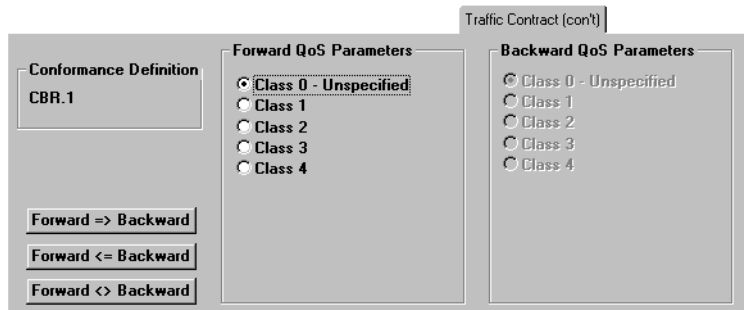 Traffic Contract (con't)
Conformance Definition
CBR.1
Forward => Backward
Forward <= Backward
Forward <> Backward
Forward QoS Parameters
Class 0 - Unspecified
Class 1
Class 2
Class 3
Class 4
Backward QoS Parameters
Class 0 - Unspecified
Class 1
Class 2
Class 3
Class 4